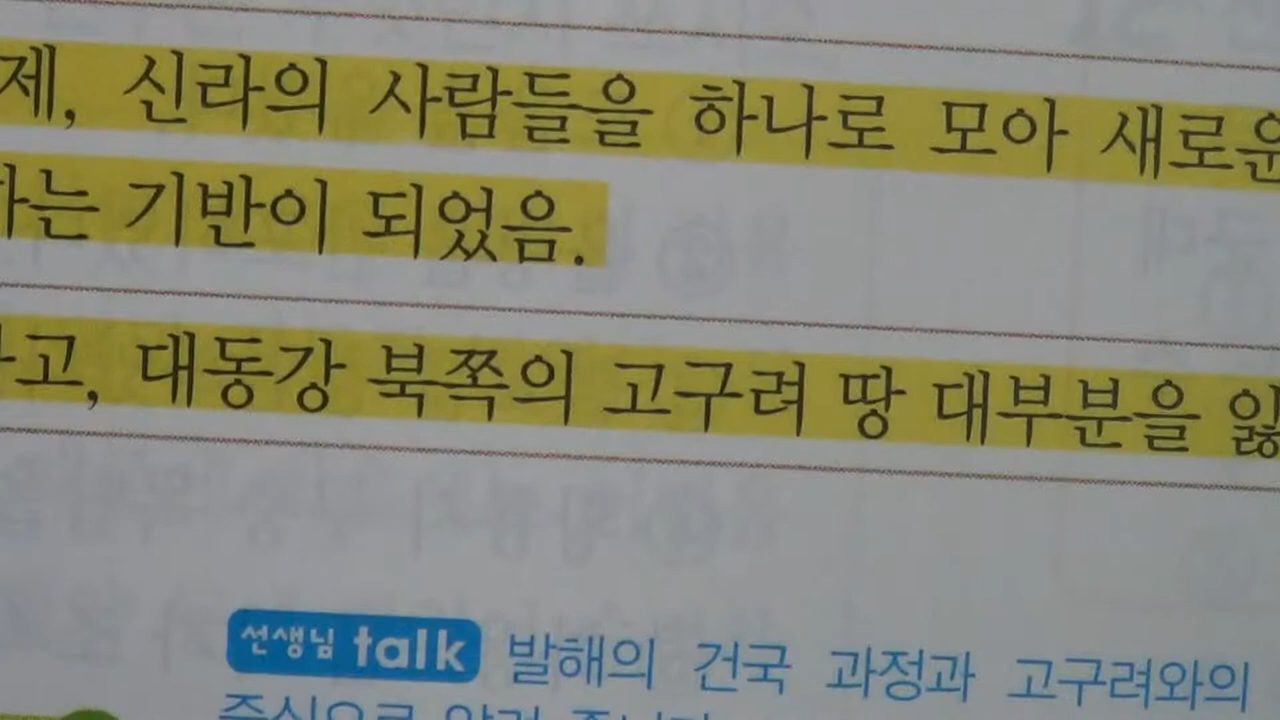 제, 신라의 사람들을 하나로 모아 새로운
는 기반이 되었음.
고, 대동강 북쪽의 고구려 땅 대부분을
선생님 talk 발해의 건국 과정과 고구려와의